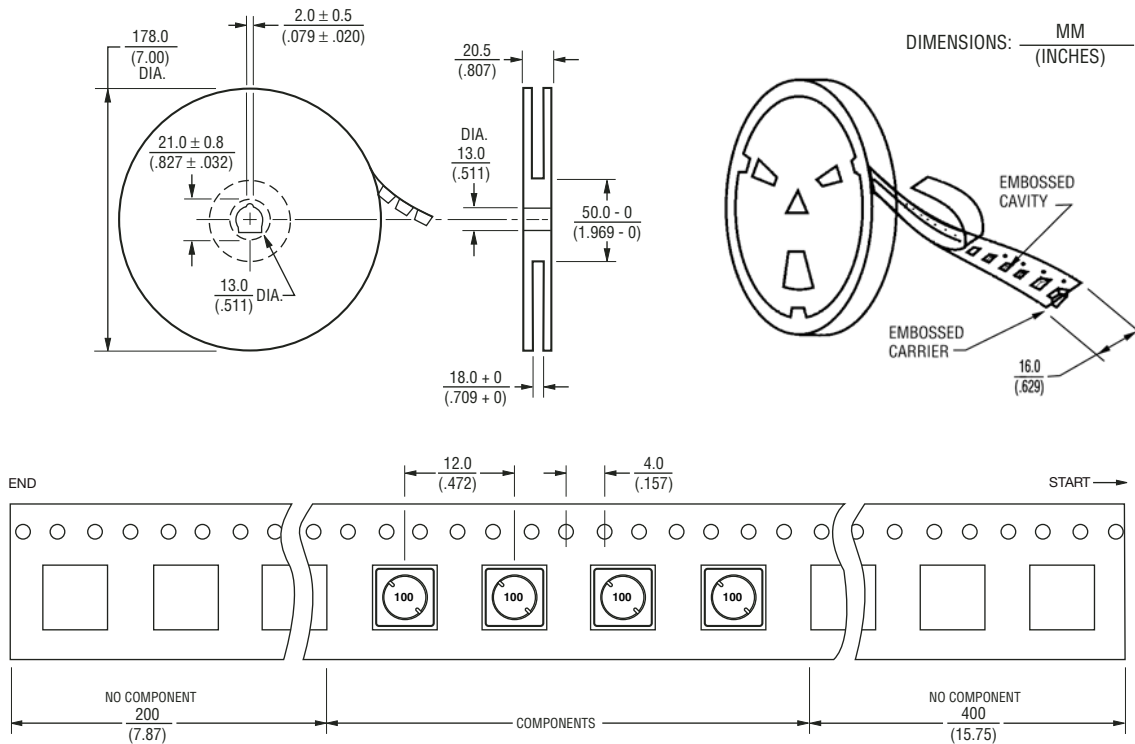 2.0 ± 0.5
(.079 ± .020)
178.0
(7.00)
DIA.
20.5
(.807)
DIMENSIONS: MM
(INCHES)
21.0 ± 0.8
(.827 ± .032)
DIA.
13.0
(.511)
50.0 - 0
(1.969 - 0)
13.0
(.511) DIA.
18.0 + 0
(.709 + 0)
EMBOSSED
CAVITY
EMBOSSED
CARRIER
16.0
(.629)
END
12.0
(.472)
4.0
(.157)
START
100
100
100
100
NO COMPONENT
200
(7.87)
COMPONENTS
NO COMPONENT
400
(15.75)